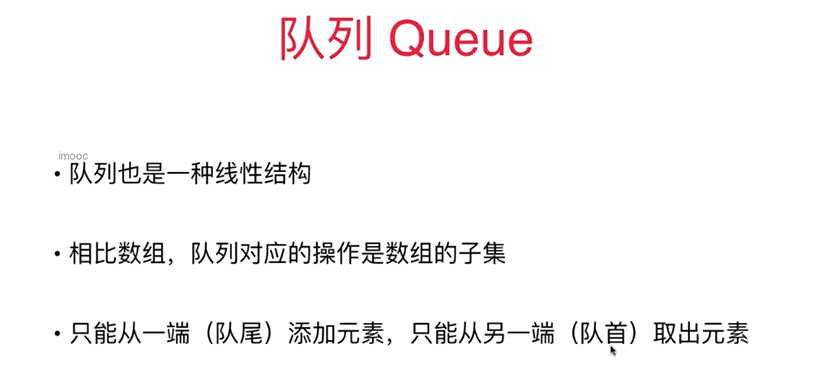 队列 Queue
imooc
• 队列也是一种线性结构
• 相比数组，队列对应的操作是数组的子集
• 只能从一端（队尾）添加元素，只能从另一端（队首）取出元素